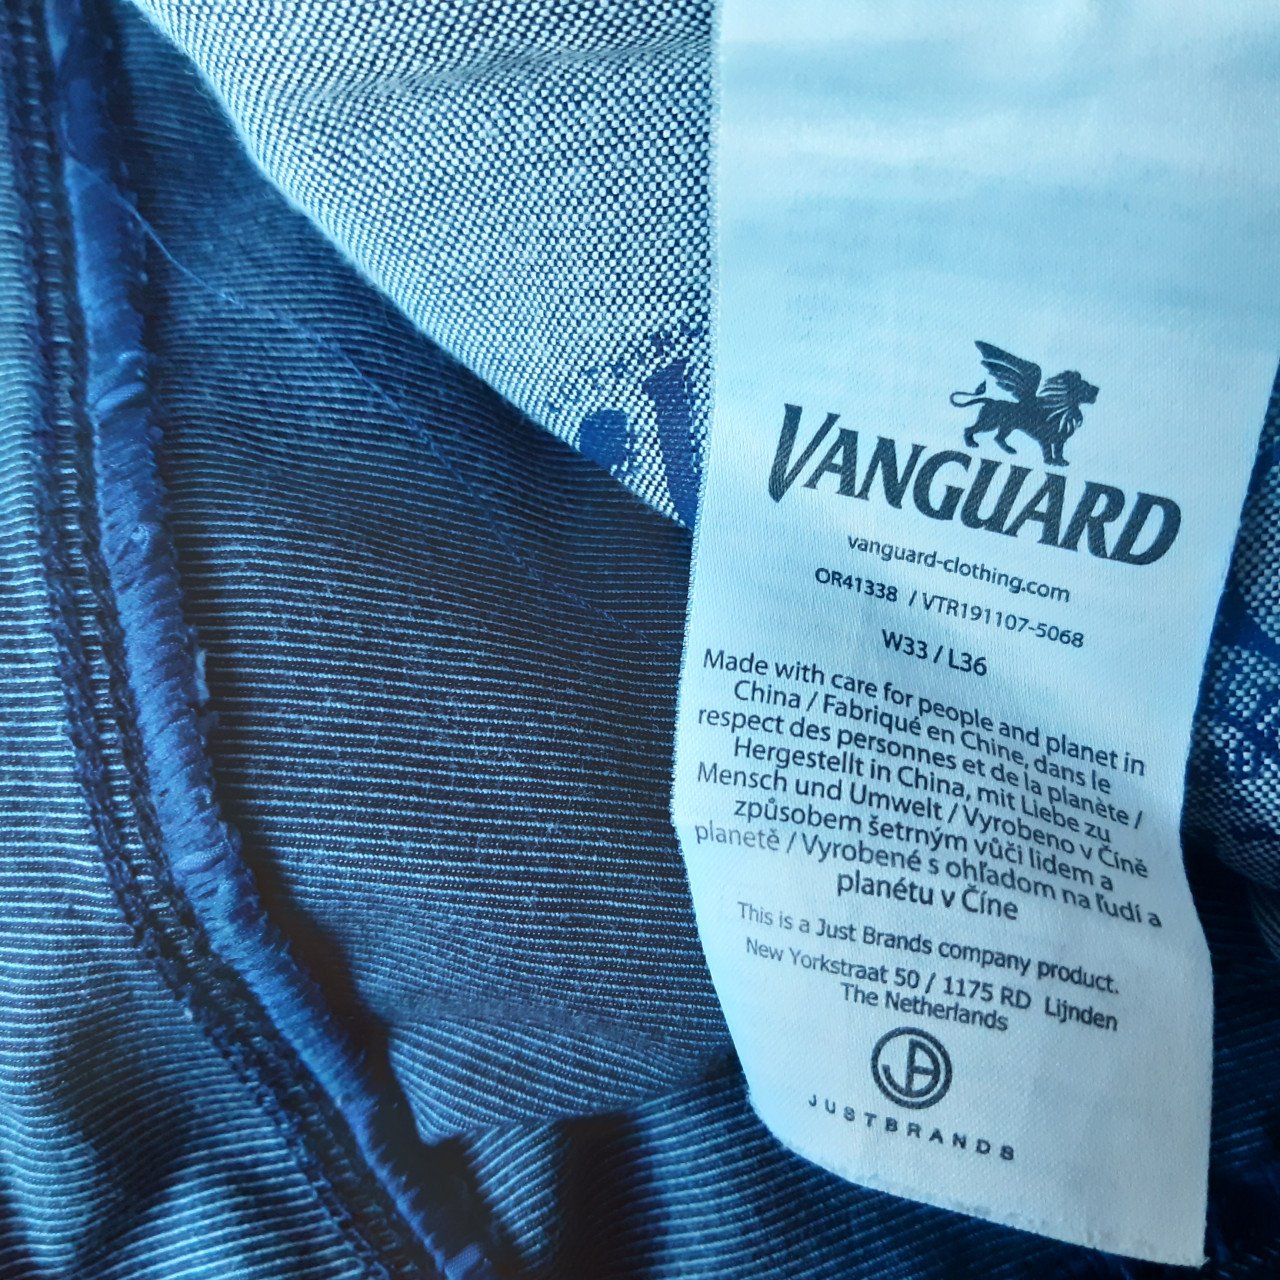 VANGUARD
vanguard-clothing.com
OR41338 / VTR191107-5068
W33 / L36
Made with care for people and planet in
China / Fabriqué en Chine, dans le
respect des personnes et de la planète /
Hergestellt in China, mit Liebe zu
Mensch und Umwelt / Vyrobeno v Číně
způsobem šetrným vůči lidem a
planetě / Vyrobené s ohľadom na ľudí a
planétu v Číne
This is a Just Brands company product.
New Yorkstraat 50 / 1175 RD Lijnden
The Netherlands
JB
JUSTBRANDS